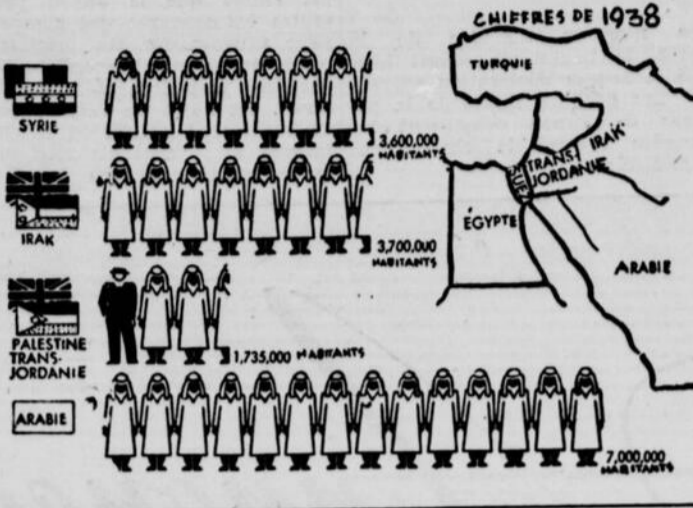 CHIFFRES DE 1938
SYRIE
3,600,000
HABITANTS
IRAK
3,700,000
HABITANTS
PALESTINE
TRANS-
JORDANIE
1,735,000 HABITANTS
ARABIE
7,000,000
HABITANTS
TURQUIE
IRAK
TRANS-
JORDANIE
ÉGYPTE
ARABIE